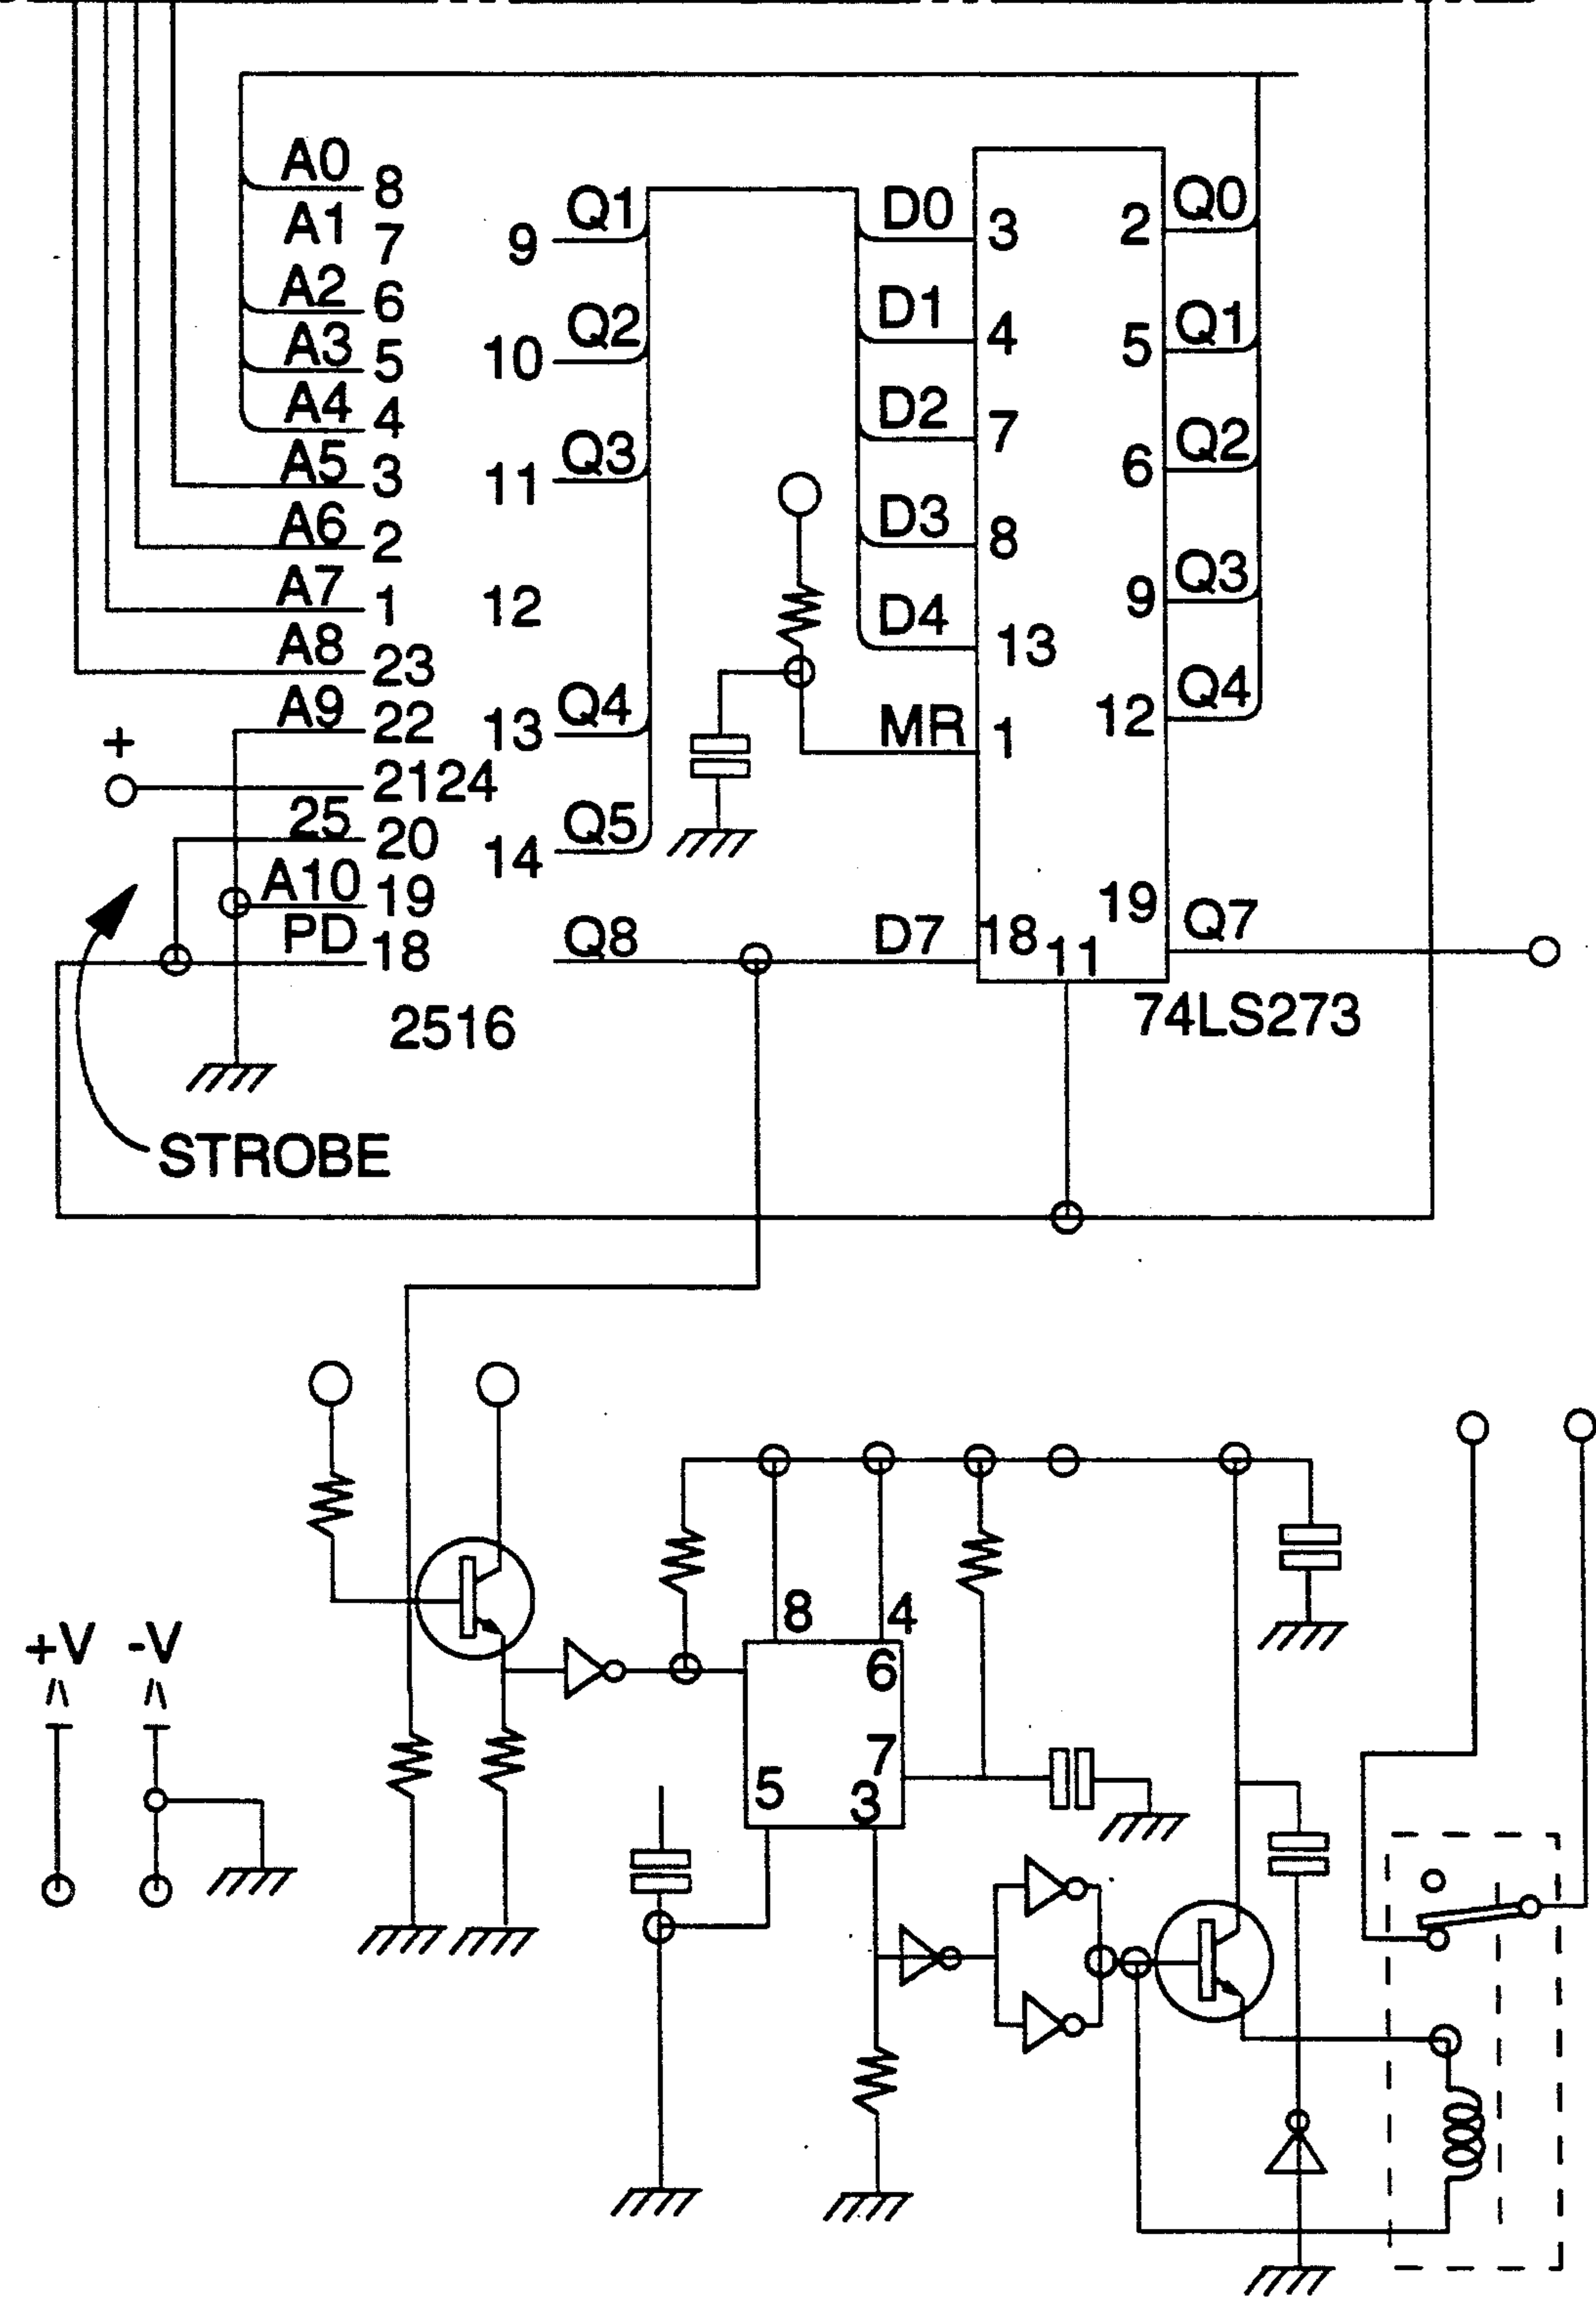 A0 8
A1 7
A2 6
A3 5
A4 4
A5 3
A6 2
A7 1
A8 23
A9 22
+
2124
25 20
A10 19
PD 18
2516
STROBE
9 Q1
10 Q2
11 Q3
12
13 Q4
14 Q5
Q8
D0 3
D1 4
D2 7
D3 8
D4 13
MR 1
D7 18
11
2 Q0
5 Q1
6 Q2
9 Q3
12 Q4
19 Q7
74LS273
+V -V
8 4
6
7
5 3